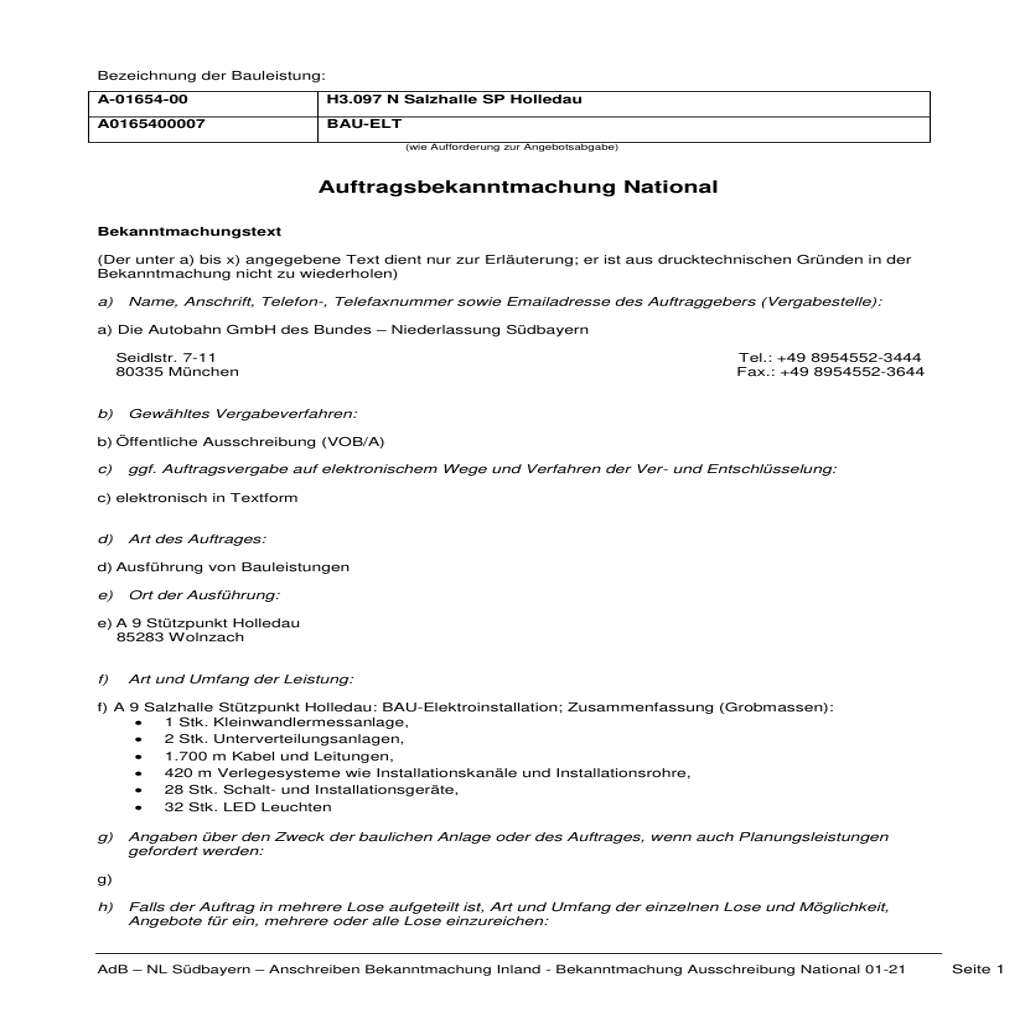 Bezeichnung der Bauleistung:
A-01654-00 H3.097 N Salzhalle SP Holledau
A0165400007 BAU-ELT
(wie Aufforderung zur Angebotsabgabe)
Auftragsbekanntmachung National
Bekanntmachungstext
(Der unter a) bis x) angegebene Text dient nur zur Erläuterung; er ist aus drucktechnischen Gründen in der
Bekanntmachung nicht zu wiederholen)
a) Name, Anschrift, Telefon-, Telefaxnummer sowie Emailadresse des Auftraggebers (Vergabestelle):
a) Die Autobahn GmbH des Bundes – Niederlassung Südbayern
Seidlstr. 7-11 Tel.: +49 8954552-3444
80335 München Fax.: +49 8954552-3644
b) Gewähltes Vergabeverfahren:
b) Öffentliche Ausschreibung (VOB/A)
c) ggf. Auftragsvergabe auf elektronischem Wege und Verfahren der Ver- und Entschlüsselung:
c) elektronisch in Textform
d) Art des Auftrages:
d) Ausführung von Bauleistungen
e) Ort der Ausführung:
e) A 9 Stützpunkt Holledau
85283 Wolnzach
f) Art und Umfang der Leistung:
f) A 9 Salzhalle Stützpunkt Holledau: BAU-Elektroinstallation; Zusammenfassung (Grobmassen):
• 1 Stk. Kleinwandlermessanlage,
• 2 Stk. Unterverteilungsanlagen,
• 1.700 m Kabel und Leitungen,
• 420 m Verlegesysteme wie Installationskanäle und Installationsrohre,
• 28 Stk. Schalt- und Installationsgeräte,
• 32 Stk. LED Leuchten
g) Angaben über den Zweck der baulichen Anlage oder des Auftrages, wenn auch Planungsleistungen
gefordert werden:
g)
h) Falls der Auftrag in mehrere Lose aufgeteilt ist, Art und Umfang der einzelnen Lose und Möglichkeit,
Angebote für ein, mehrere oder alle Lose einzureichen:
AdB – NL Südbayern – Anschreiben Bekanntmachung Inland - Bekanntmachung Ausschreibung National 01-21 Seite 1